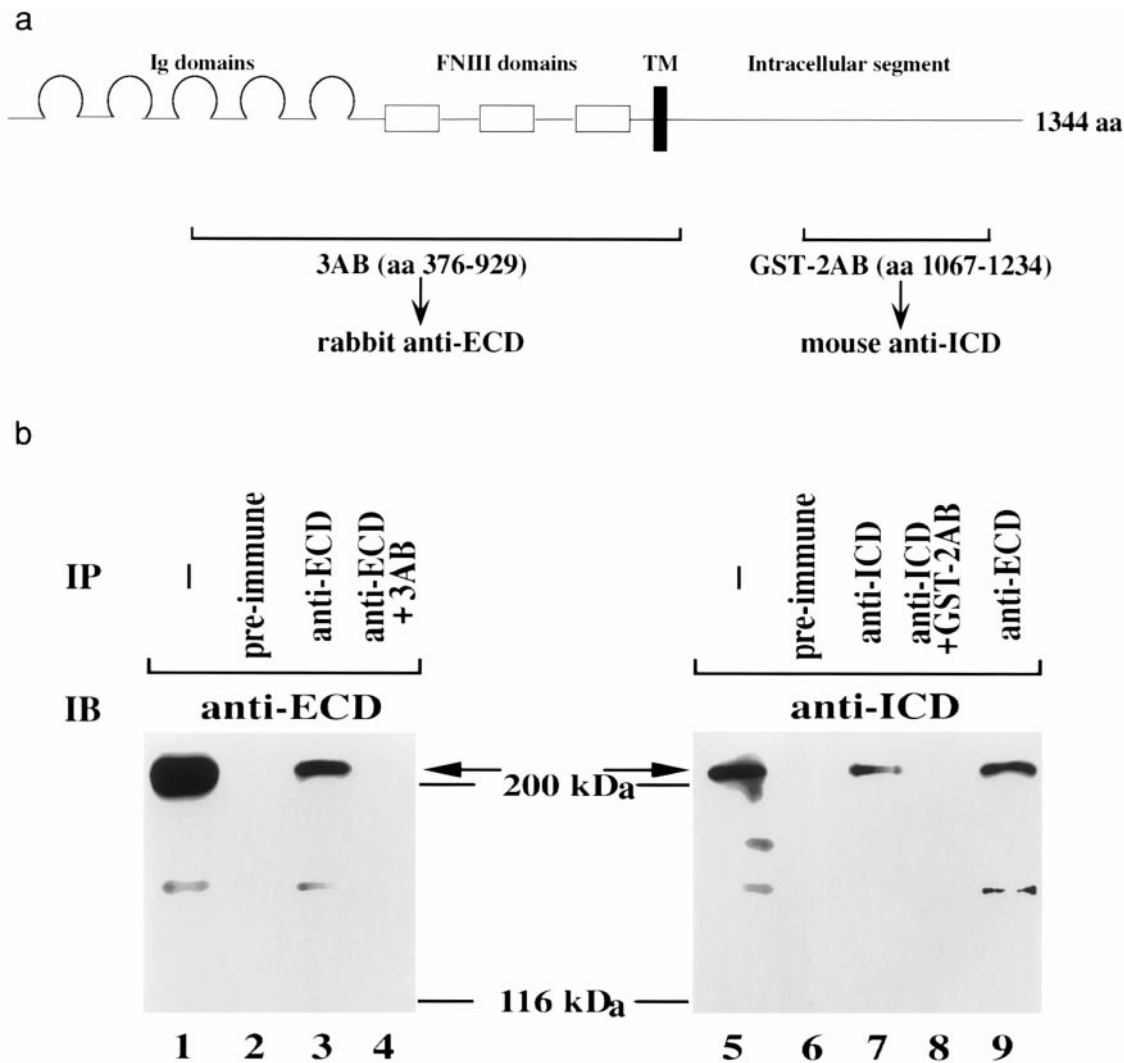 a
Ig domains FNIII domains TM Intracellular segment
1344 aa
3AB (aa 376-929) GST-2AB (aa 1067-1234)
rabbit anti-ECD mouse anti-ICD
b
IP – pre-immune anti-ECD anti-ECD +3AB – pre-immune anti-ICD anti-ICD +GST-2AB anti-ECD
IB anti-ECD anti-ICD
200 kDa
116 kDa
1 2 3 4 5 6 7 8 9